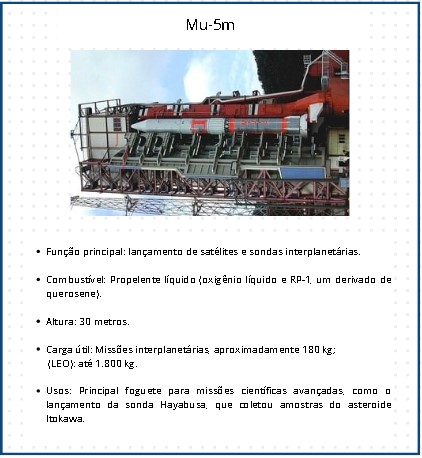 Mu-5m
• Função principal: lançamento de satélites e sondas interplanetárias.
• Combustível: Propelente líquido (oxigênio líquido e RP-1, um derivado de
querosene).
• Altura: 30 metros.
• Carga útil: Missões interplanetárias, aproximadamente 180 kg;
(LEO): até 1.800 kg.
• Usos: Principal foguete para missões científicas avançadas, como o
lançamento da sonda Hayabusa, que coletou amostras do asteroide
Itokawa.